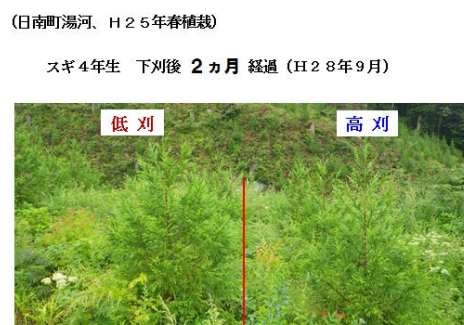 (日南町湯河、Ｈ２５年春植栽)
スギ４年生　下刈後　２ヵ月　経過（Ｈ２８年９月）
低 刈
高 刈